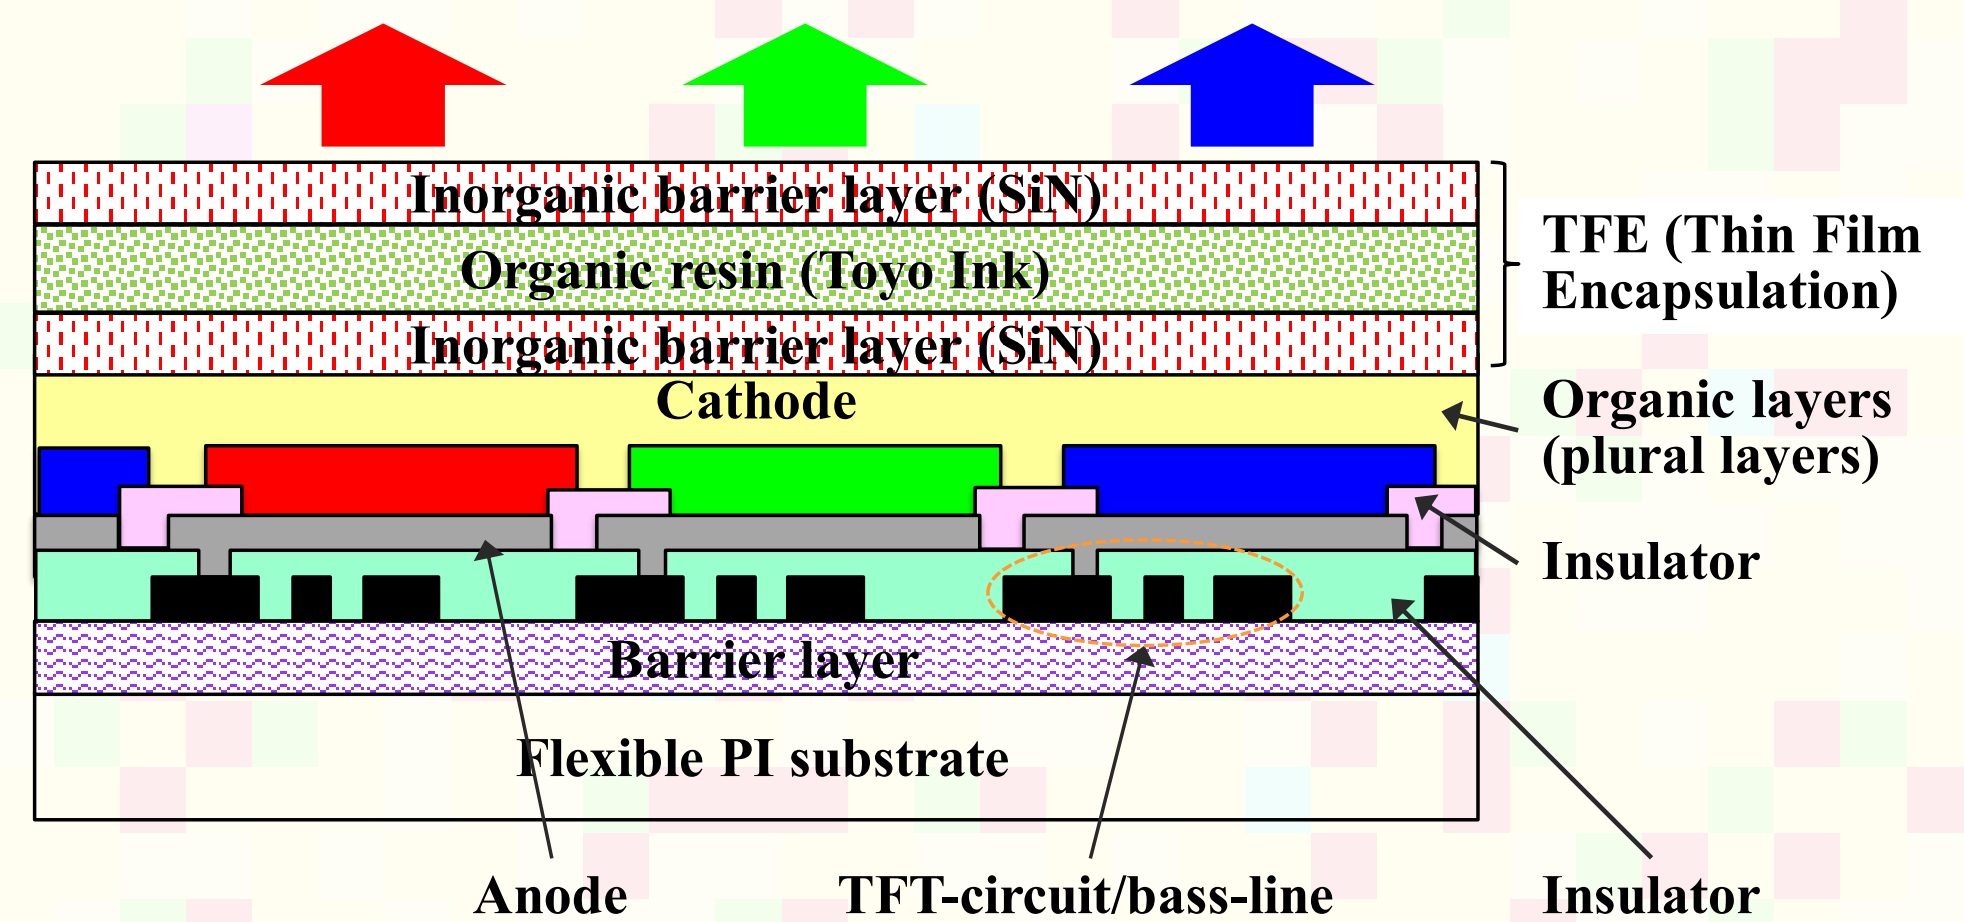 Inorganic barrier layer (SiN)
Organic resin (Toyo Ink)
Inorganic barrier layer (SiN)
Cathode
TFE (Thin Film
Encapsulation)
Organic layers
(plural layers)
Insulator
Barrier layer
Flexible PI substrate
Anode
TFT-circuit/bass-line
Insulator